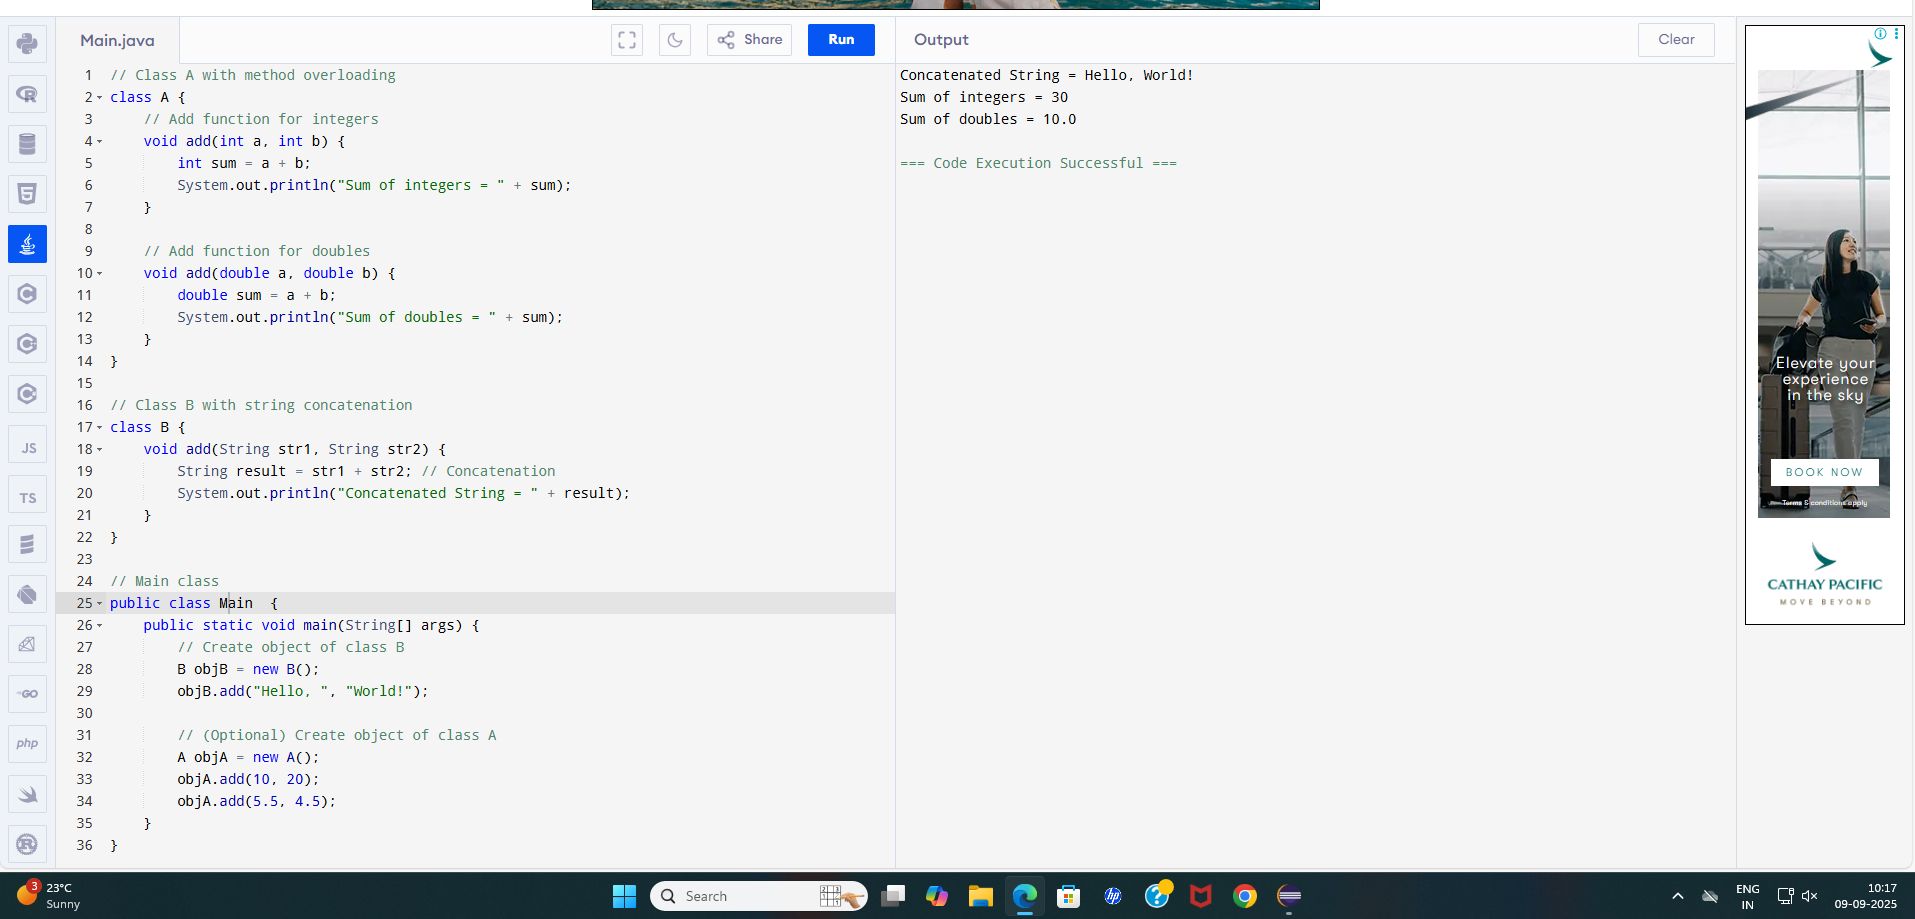 Main.java
Share
Run
Output
Clear
1 // Class A with method overloading
2 class A {
3     // Add function for integers
4     void add(int a, int b) {
5         int sum = a + b;
6         System.out.println("Sum of integers = " + sum);
7     }
8
9     // Add function for doubles
10     void add(double a, double b) {
11         double sum = a + b;
12         System.out.println("Sum of doubles = " + sum);
13     }
14 }
15
16 // Class B with string concatenation
17 class B {
18     void add(String str1, String str2) {
19         String result = str1 + str2; // Concatenation
20         System.out.println("Concatenated String = " + result);
21     }
22 }
23
24 // Main class
25 public class Main  {
26     public static void main(String[] args) {
27         // Create object of class B
28         B objB = new B();
29         objB.add("Hello, ", "World!");
30
31         // (Optional) Create object of class A
32         A objA = new A();
33         objA.add(10, 20);
34         objA.add(5.5, 4.5);
35     }
36 }
Concatenated String = Hello, World!
Sum of integers = 30
Sum of doubles = 10.0
=== Code Execution Successful ===
JS
TS
GO
php
Elevate your
experience
in the sky
BOOK NOW
Terms & conditions apply
CATHAY PACIFIC
MOVE BEYOND
3
23°C
Sunny
Search
hp
ENG
IN
10:17
09-09-2025